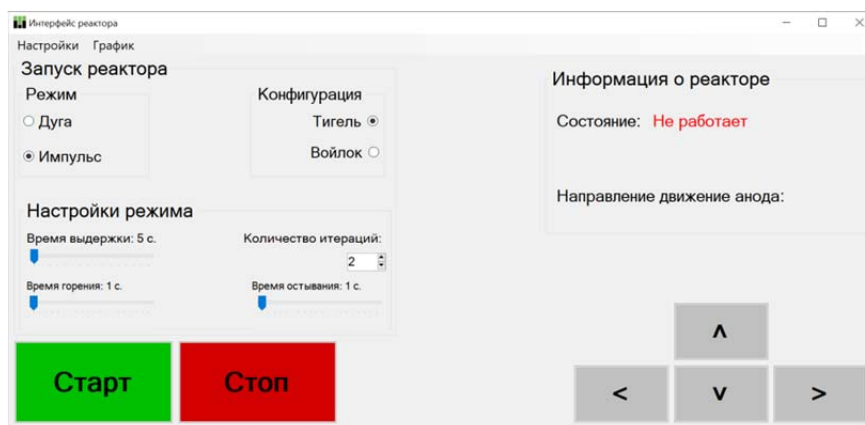 Интерфейс реактора
Настройки График
Запуск реактора
Режим
Дуга
Импульс
Конфигурация
Тигель
Войлок
Настройки режима
Время выдержки: 5 с.
Количество итераций:
2
Время горения: 1 с.
Время остывания: 1 с.
Старт
Стоп
Информация о реакторе
Состояние: Не работает
Направление движение анода:
^
< v >